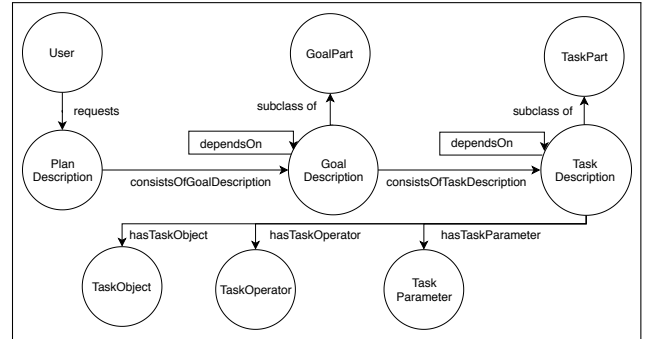 User
GoalPart
TaskPart
requests
subclass of
subclass of
dependsOn
dependsOn
Plan
Description
consistsOfGoalDescription
Goal
Description
consistsOfTaskDescription
Task
Description
hasTaskObject
hasTaskOperator
hasTaskParameter
TaskObject
TaskOperator
Task
Parameter